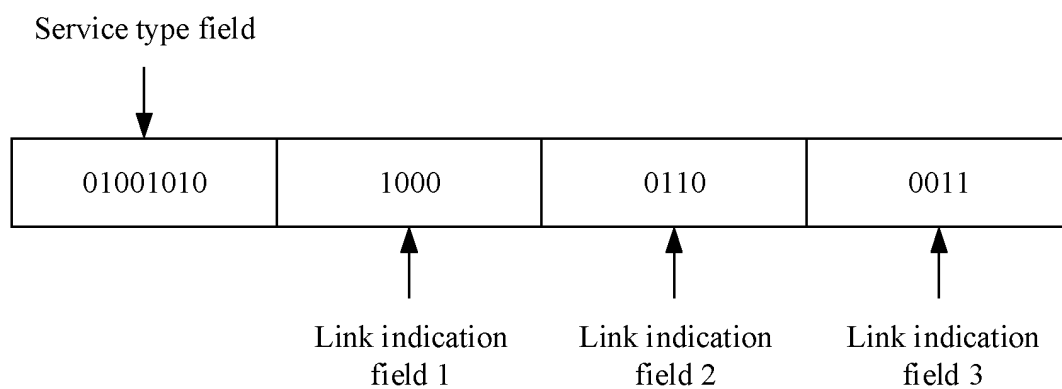 Service type field
01001010 1000 0110 0011
Link indication field 1
Link indication field 2
Link indication field 3